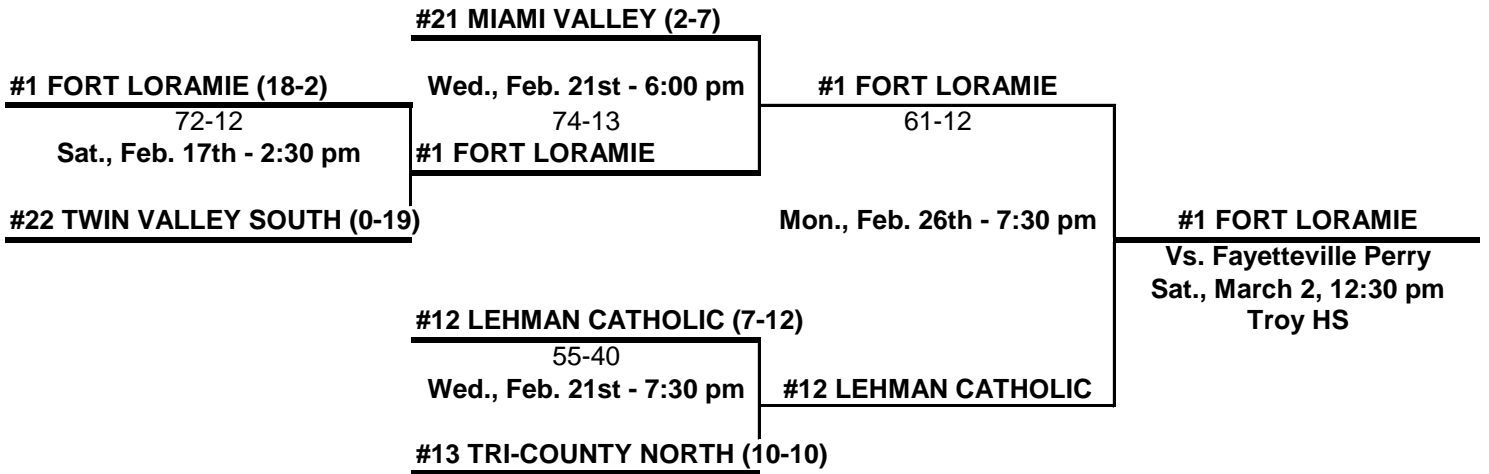 #21 MIAMI VALLEY (2-7)
#1 FORT LORAMIE (18-2)
Wed., Feb. 21st - 6:00 pm
#1 FORT LORAMIE
72-12
74-13
61-12
Sat., Feb. 17th - 2:30 pm
#1 FORT LORAMIE
#22 TWIN VALLEY SOUTH (0-19)
Mon., Feb. 26th - 7:30 pm
#1 FORT LORAMIE
Vs. Fayetteville Perry
Sat., March 2, 12:30 pm
Troy HS
#12 LEHMAN CATHOLIC (7-12)
55-40
Wed., Feb. 21st - 7:30 pm
#12 LEHMAN CATHOLIC
#13 TRI-COUNTY NORTH (10-10)